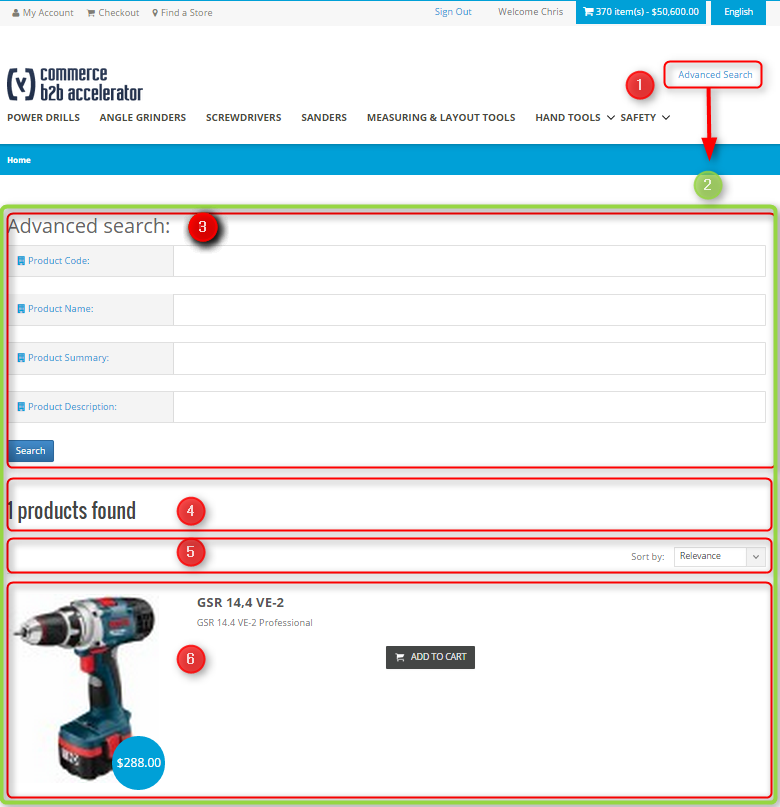 My Account Checkout Find a Store Sign Out Welcome Chris 370 item(s) - $50,600.00 English
1 Advanced Search
commerce
b2b accelerator
POWER DRILLS ANGLE GRINDERS SCREWDRIVERS SANDERS MEASURING & LAYOUT TOOLS HAND TOOLS SAFETY
Home
2
Advanced search: 3
Product Code:
Product Name:
Product Summary:
Product Description:
Search
1 products found 4
5
Sort by: Relevance
GSR 14,4 VE-2
GSR 14.4 VE-2 Professional
6 ADD TO CART
$288.00